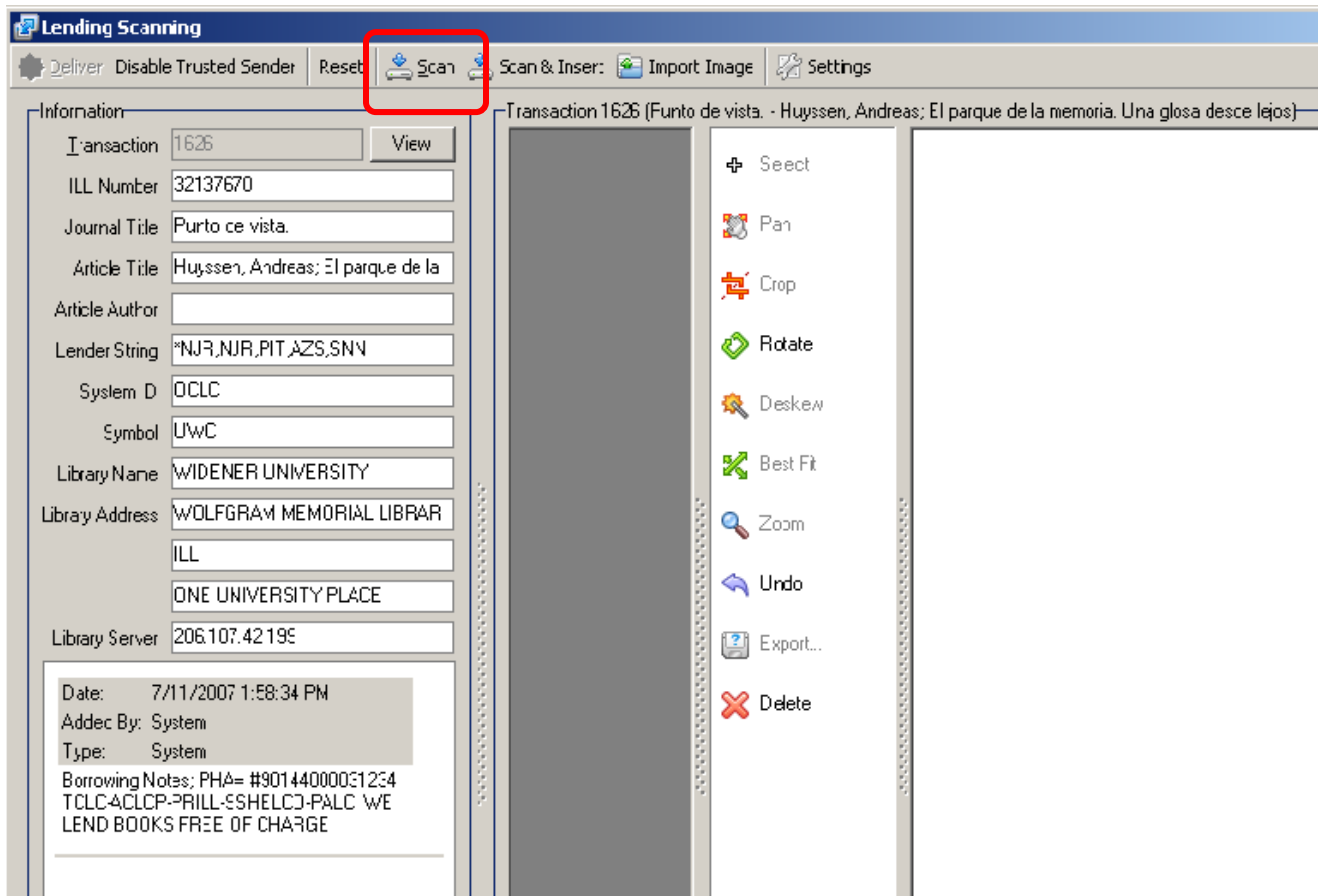 Lending Scanning
Deliver Disable Trusted Sender Reset Scan Scan & Insert Import Image Settings
Information
Transaction 1626 View
ILL Number 32137670
Journal Title Punto de vista.
Article Title Huyssen, Andreas; El parque de la
Article Author
Lender String *NJR,NJR,PIT,AZS,SNN
System ID OCLC
Symbol UWC
Library Name WIDENER UNIVERSITY
Library Address WOLFGRAM MEMORIAL LIBRAR
ILL
ONE UNIVERSITY PLACE
Library Server 206.107.42.199
Date: 7/11/2007 1:58:34 PM
Added By: System
Type: System
Borrowing Notes; PHA= #90144000031234
TCLC-ACLCP-PRILL-SSHELCO-PALCI WE
LEND BOOKS FREE OF CHARGE
Transaction 1626 (Punto de vista. - Huyssen, Andreas; El parque de la memoria. Una glosa desde lejos)
Select
Pan
Crop
Rotate
Deskew
Best Fit
Zoom
Undo
Export...
Delete